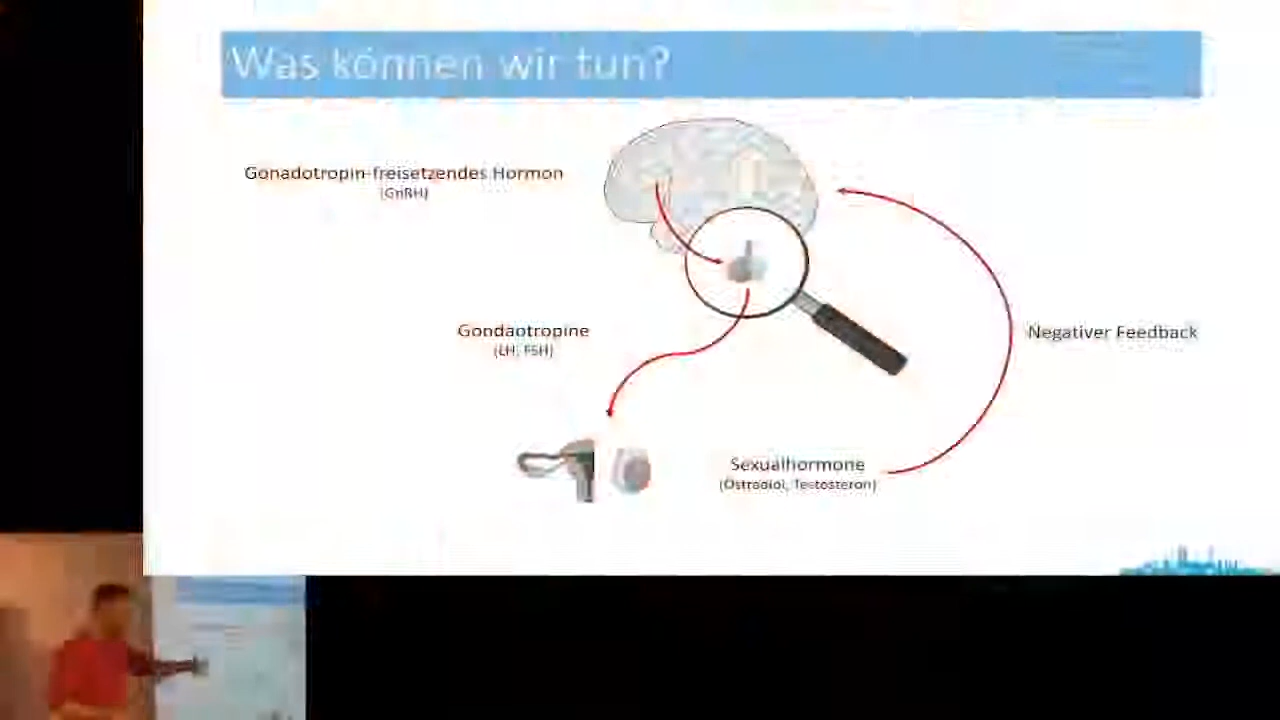 Was können wir tun?
Gonadotropin-freisetzendes Hormon
(GnRH)
Gondaotropine
(LH, FSH)
Negativer Feedback
Sexualhormone
(Östradiol, Testosteron)